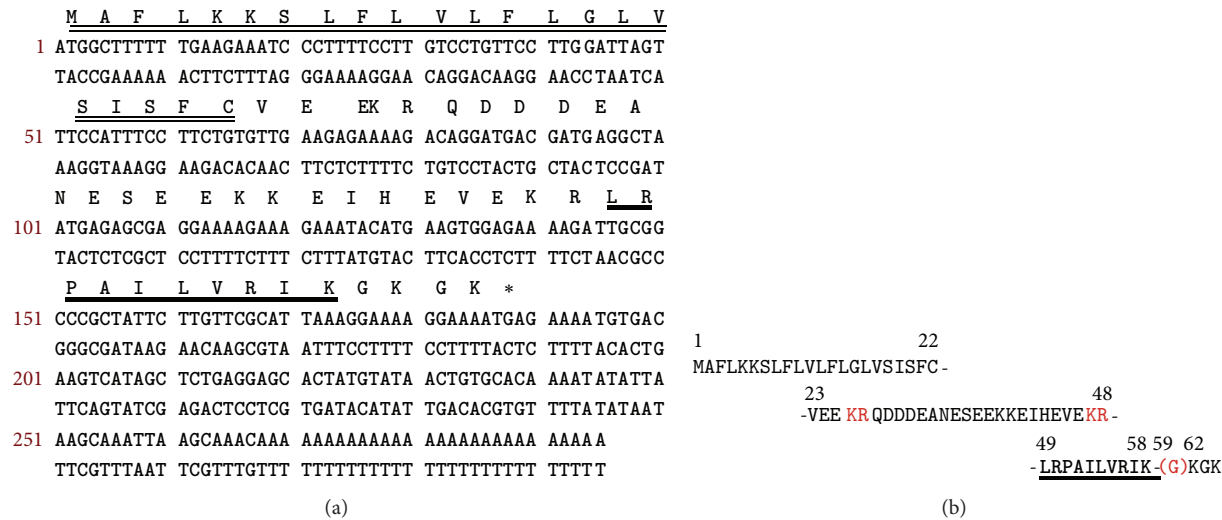 M A F L K K S L F L V L F L G L V
1 ATGGCTTTTT TGAAGAAATC CCTTTTCCTT GTCCTGTTCC TTGGATTAGT
TACCGAAAAA ACTTCTTTAG GGAAAAGGAA CAGGACAAGG AACCTAATCA
S I S F C V E EK R Q D D D E A
51 TTCCATTTCC TTCTGTGTTG AAGAGAAAAG ACAGGATGAC GATGAGGCTA
AAGGTAAAGG AAGACACAAC TTCTCTTTTC TGTCCTACTG CTACTCCGAT
N E S E E K K E I H E V E K R L R
101 ATGAGAGCGA GGAAAAGAAA GAAATACATG AAGTGGAGAA AAGATTGCGG
TACTCTCGCT CCTTTTCTTT CTTTATGTAC TTCACCTCTT TTCTAACGCC
P A I L V R I K G K G K *
151 CCCGCTATTC TTGTTCGCAT TAAAGGAAAA GGAAAATGAG AAAATGTGAC
GGGCGATAAG AACAAGCGTA ATTTCCTTTT CCTTTTACTC TTTTACACTG
201 AAGTCATAGC TCTGAGGAGC ACTATGTATA ACTGTGCACA AAATATATTA
TTCAGTATCG AGACTCCTCG TGATACATAT TGACACGTGT TTTATATAAT
251 AAGCAAATTA AGCAAACAAA AAAAAAAAAA AAAAAAAAAA AAAAA
TTCGTTTAAT TCGTTTGTTT TTTTTTTTTT TTTTTTTTTT TTTTT
(a)
1 22
MAFLKKSLFLVLFLGLVSISFC-
23 48
-VEE KR QDDDEANESEEKKEIHEVEKR-
49 58 59 62
-LRPAILVRIK-(G)KGK
(b)